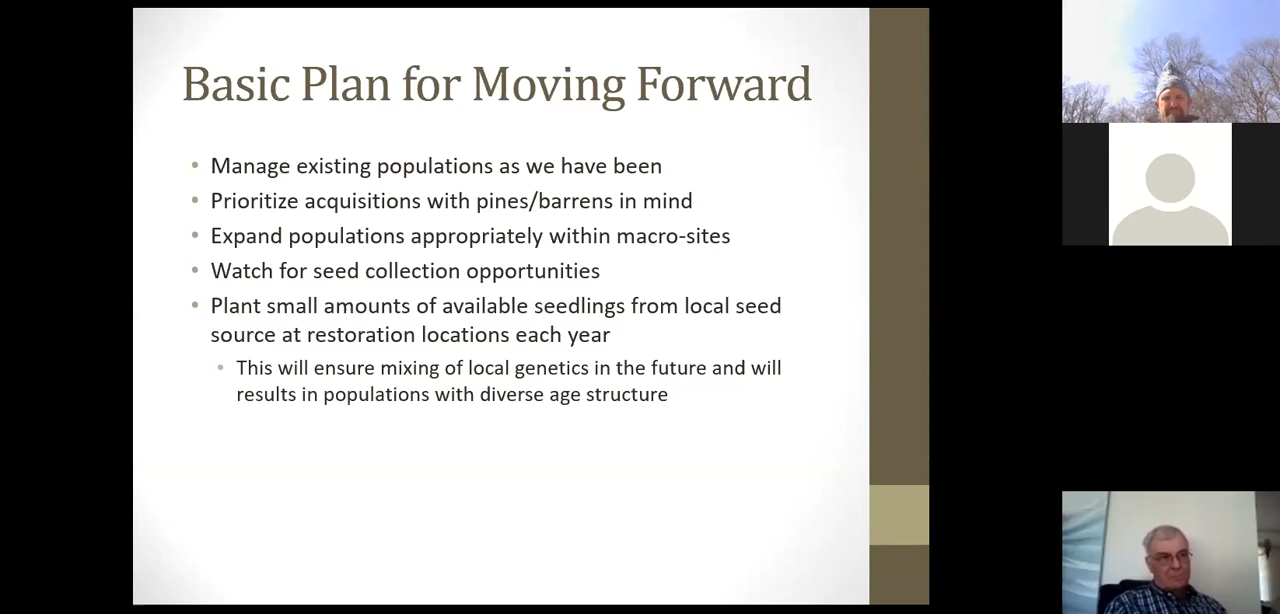 Basic Plan for Moving Forward
• Manage existing populations as we have been
• Prioritize acquisitions with pines/barrens in mind
• Expand populations appropriately within macro-sites
• Watch for seed collection opportunities
• Plant small amounts of available seedlings from local seed
source at restoration locations each year
• This will ensure mixing of local genetics in the future and will
results in populations with diverse age structure